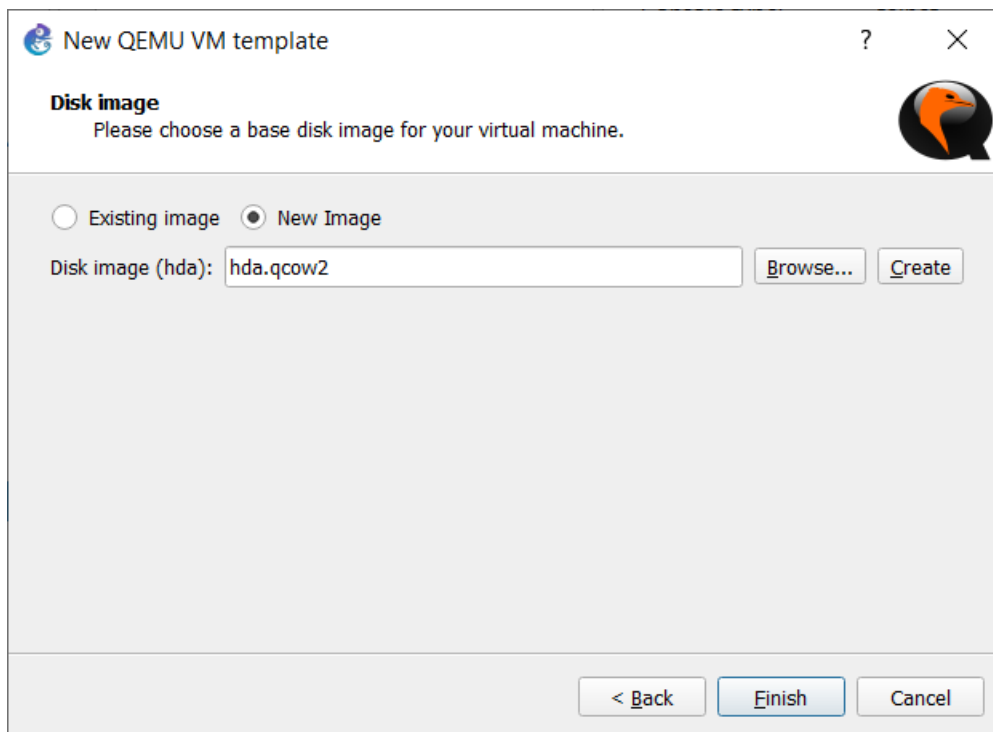 New QEMU VM template
?
Disk image
Please choose a base disk image for your virtual machine.
Existing image New Image
Disk image (hda): hda.qcow2 Browse... Create
< Back Finish Cancel